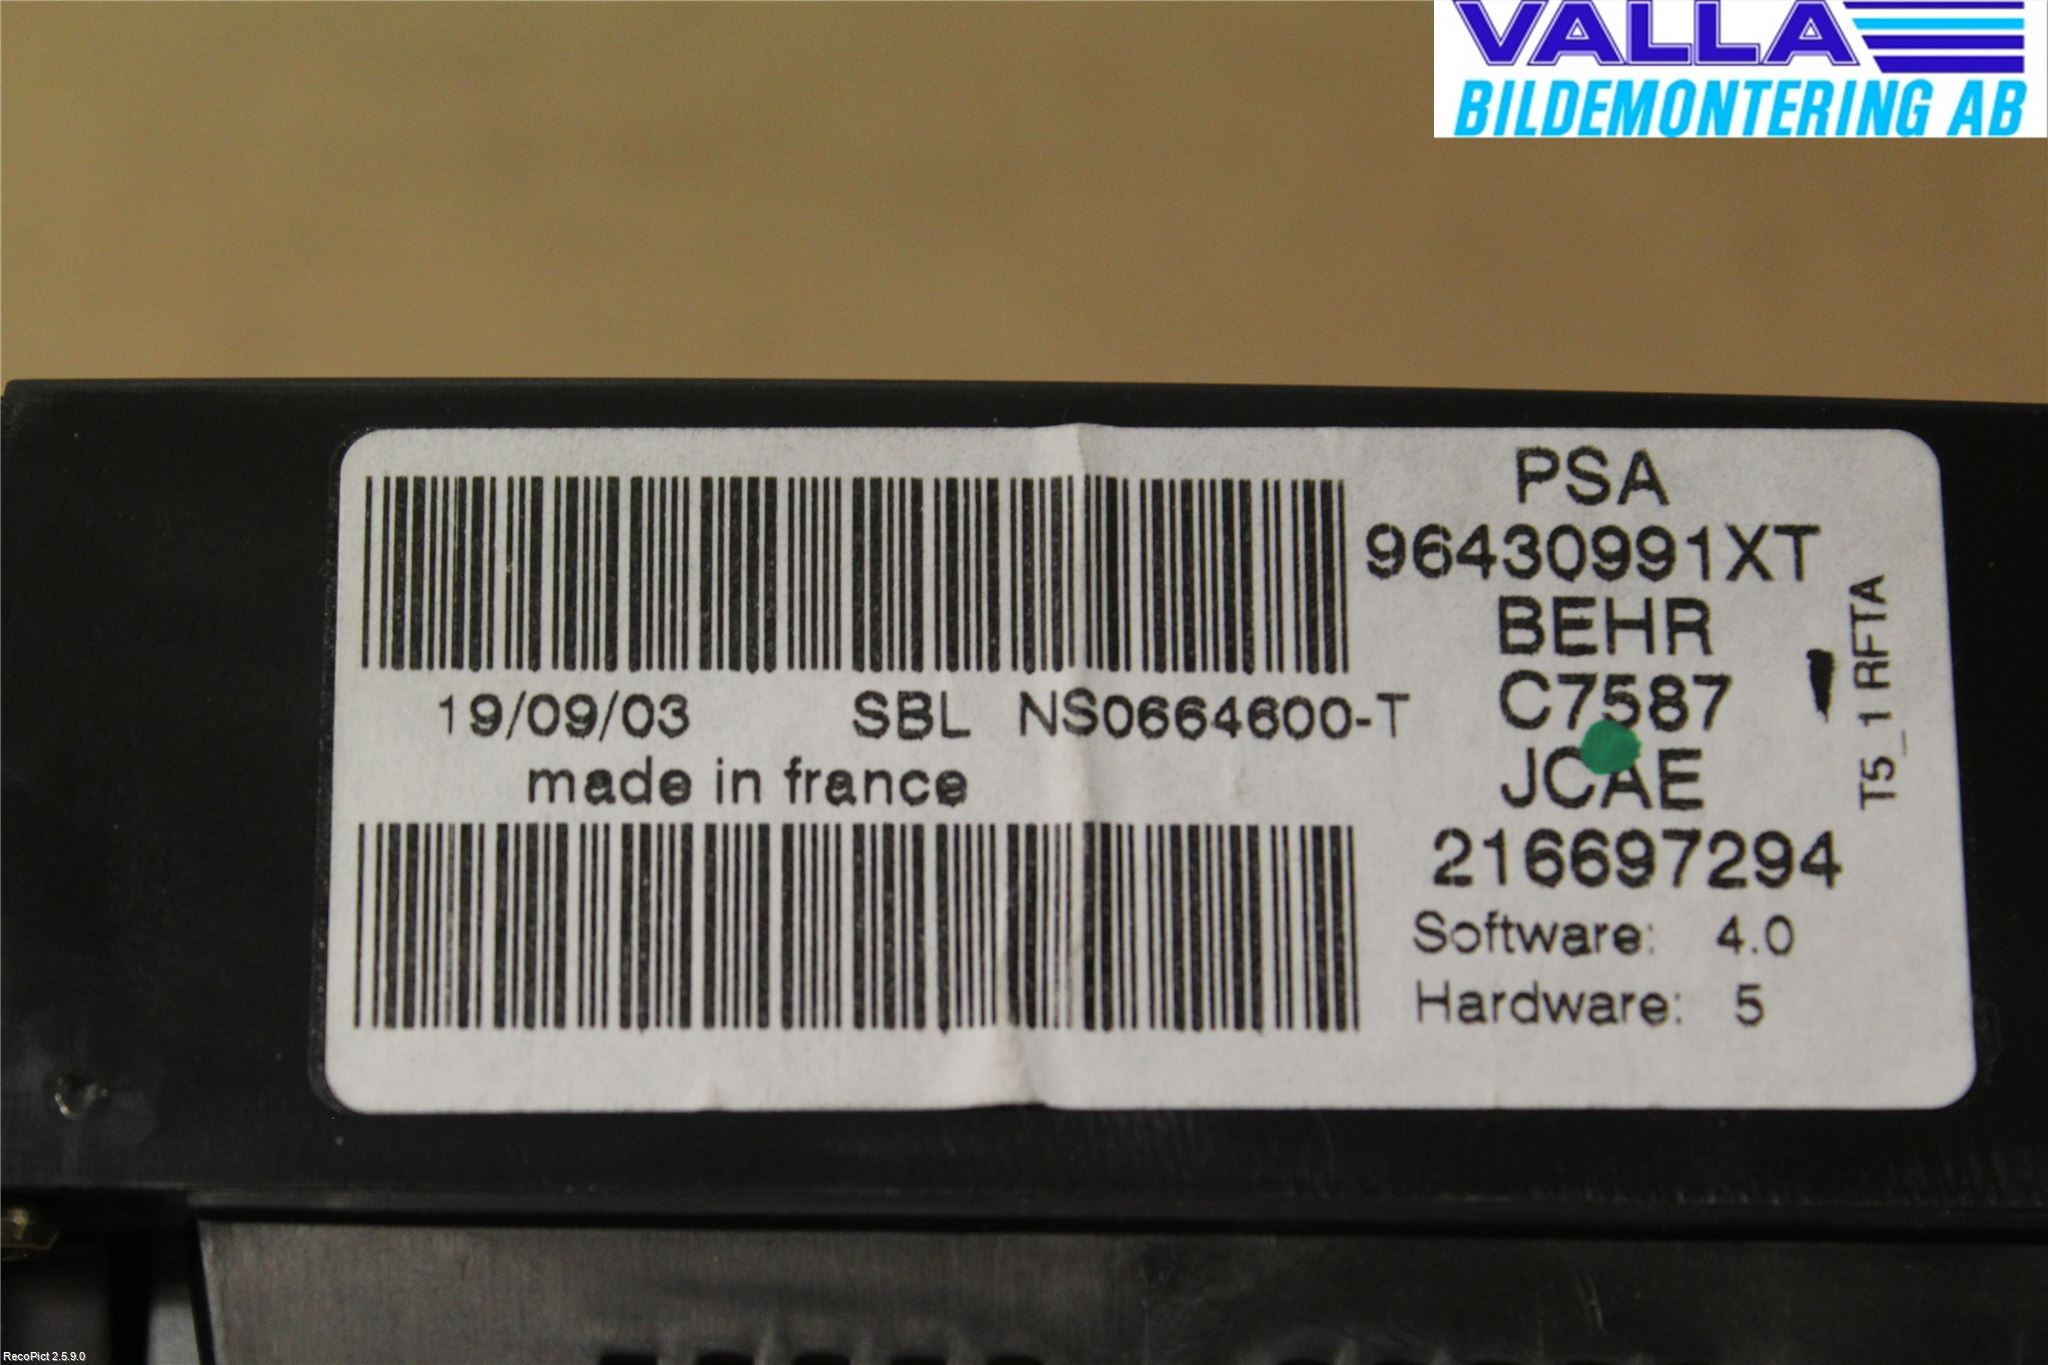 VALLA
BILDEMONTERING AB
PSA
96430991XT
BEHR
C7587
JCAE
216697294
Software: 4.0
Hardware: 5
T5_1 RFTA
19/09/03 SBL NS0664600-T
made in france
RecoPict 2.5.9.0